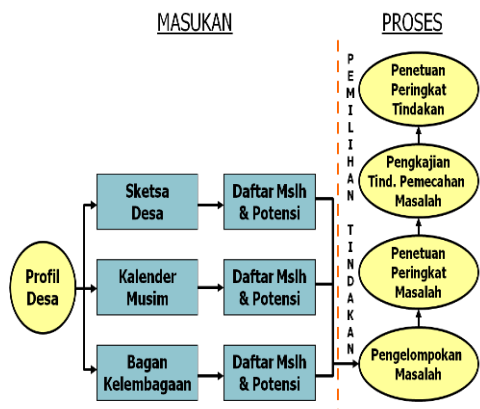 MASUKAN
PROSES
PEMILIHAN TINDAKAN
Penetuan
Peringkat
Tindakan
Pengkajian
Tind. Pemecahan
Masalah
Sketsa
Desa
Daftar Mslh
& Potensi
Profil
Desa
Kalender
Musim
Daftar Mslh
& Potensi
Penetuan
Peringkat
Masalah
Bagan
Kelembagaan
Daftar Mslh
& Potensi
Pengelompokan
Masalah